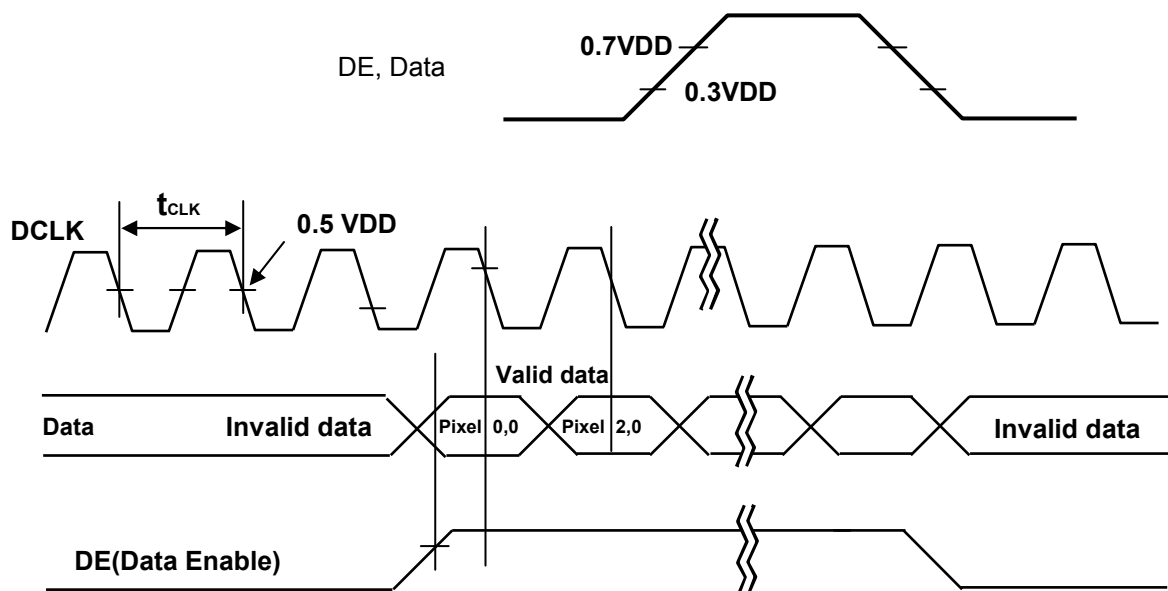 0.7VDD
DE, Data
0.3VDD
tCLK
0.5 VDD
DCLK
Valid data
Data
Invalid data
Pixel 0,0
Pixel 2,0
Invalid data
DE(Data Enable)